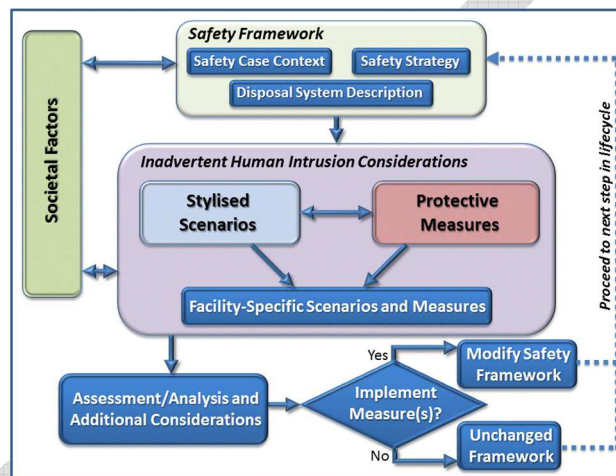 Safety Framework
Safety Case Context
Safety Strategy
Disposal System Description
Societal Factors
Inadvertent Human Intrusion Considerations
Stylised
Scenarios
Protective
Measures
Facility-Specific Scenarios and Measures
Proceed to next step in lifecycle
Assessment/Analysis and
Additional Considerations
Implement
Measure(s)?
Yes
No
Modify Safety
Framework
Unchanged
Framework